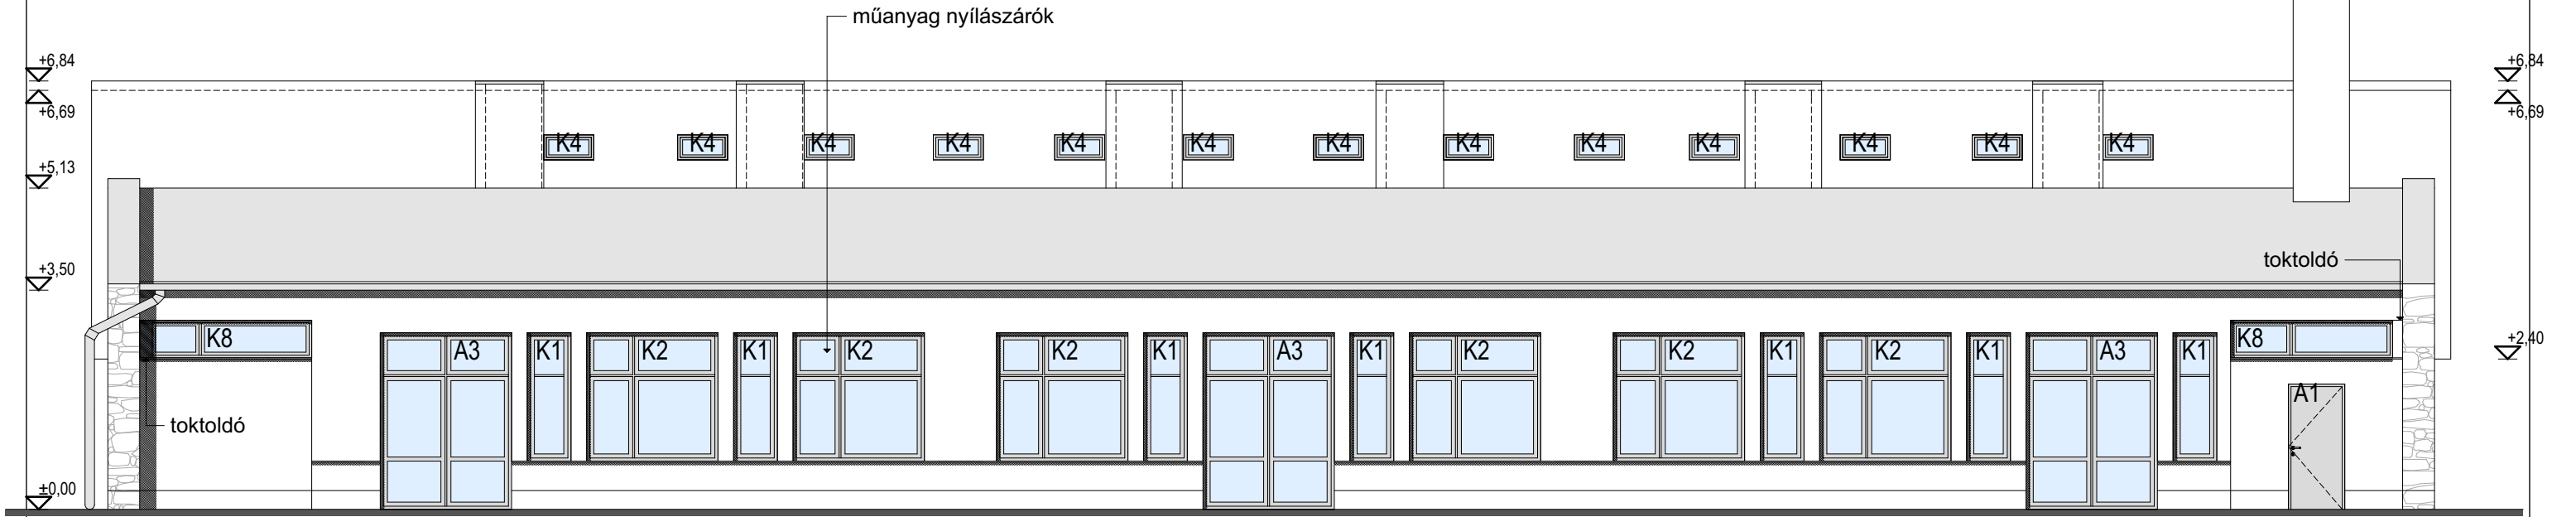 műanyag nyílászárók
+6,84
+6,84
+6,69
+6,69
K4 K4 K4 K4 K4 K4 K4 K4 K4 K4 K4 K4 K4
+5,13
+3,50
toktoldó
K8
K8
+2,40
A3 K1 K2 K1 K2 K2 K1 A3 K1 K2 K2 K1 K2 K1 A3 K1
A1
toktoldó
±0,00